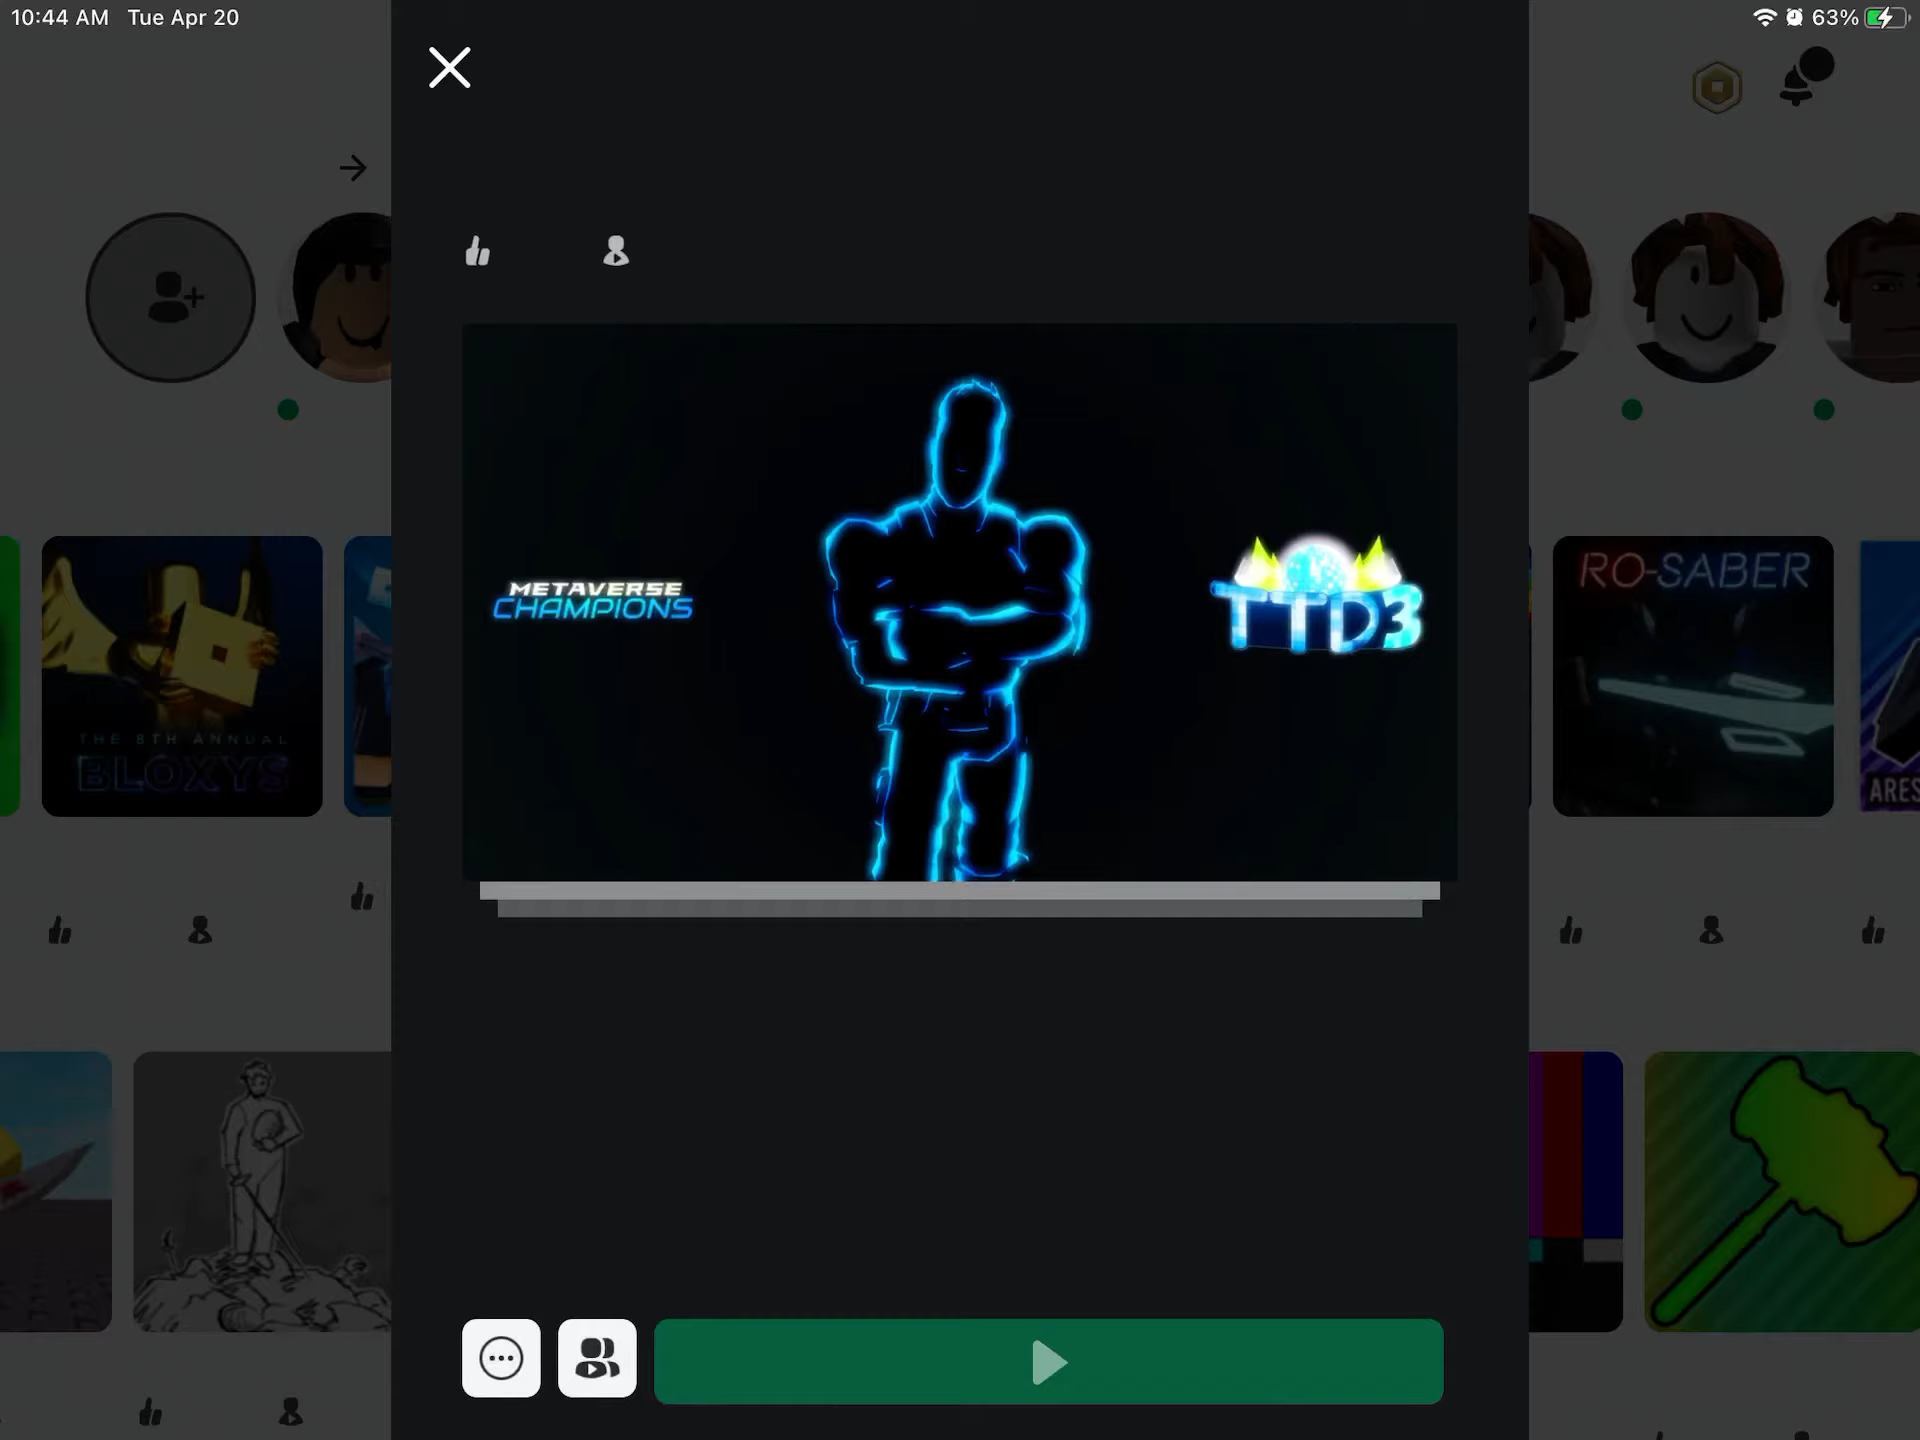 10:44 AM Tue Apr 20
63%
METAVERSE
CHAMPIONS
TTD3
THE 8TH ANNUAL
BLOXYS
RO-SABER
ARES